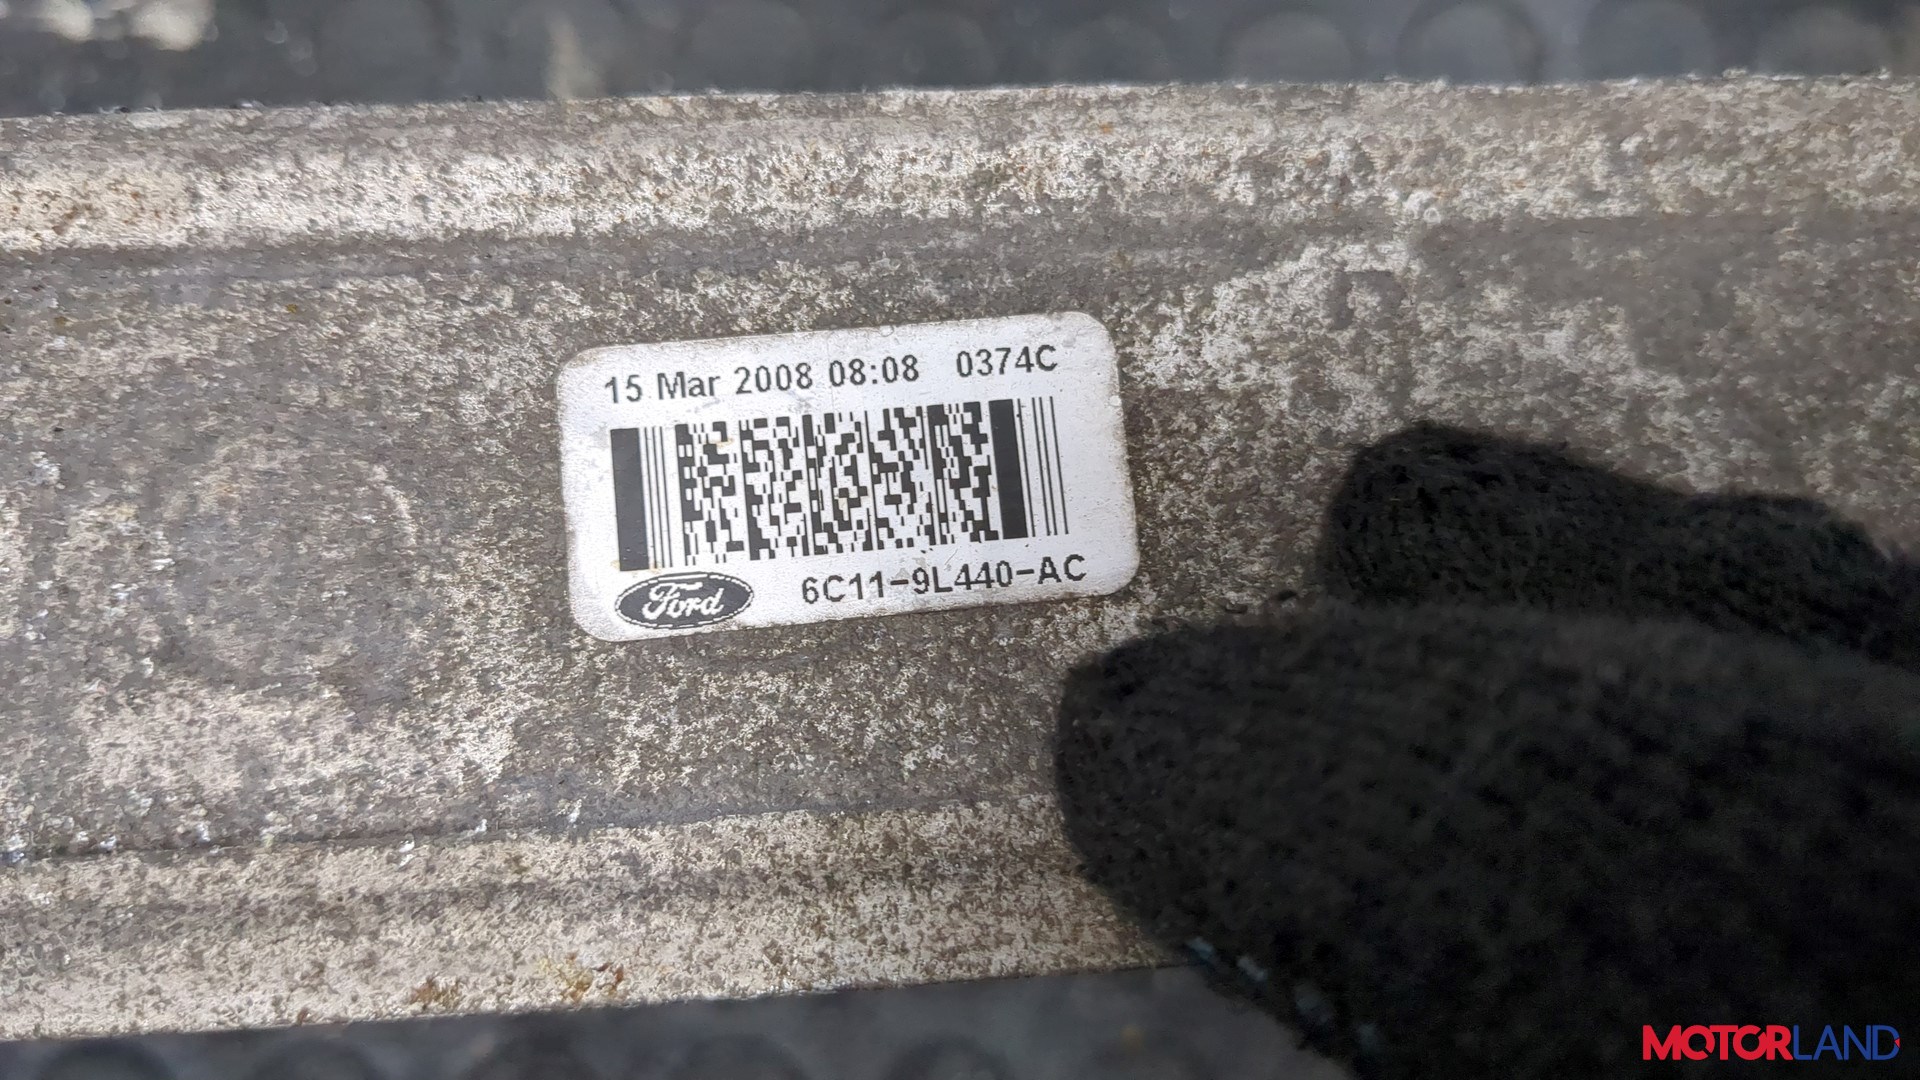 15 Mar 2008 08:08 0374C
Ford 6C11-9L440-AC
MOTORLAND